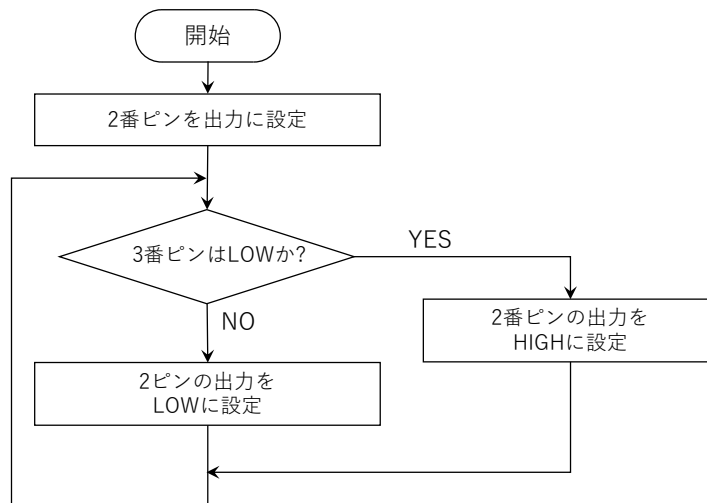 開始
2番ピンを出力に設定
3番ピンはLOWか?
YES
NO
2番ピンの出力を
HIGHに設定
2ピンの出力を
LOWに設定